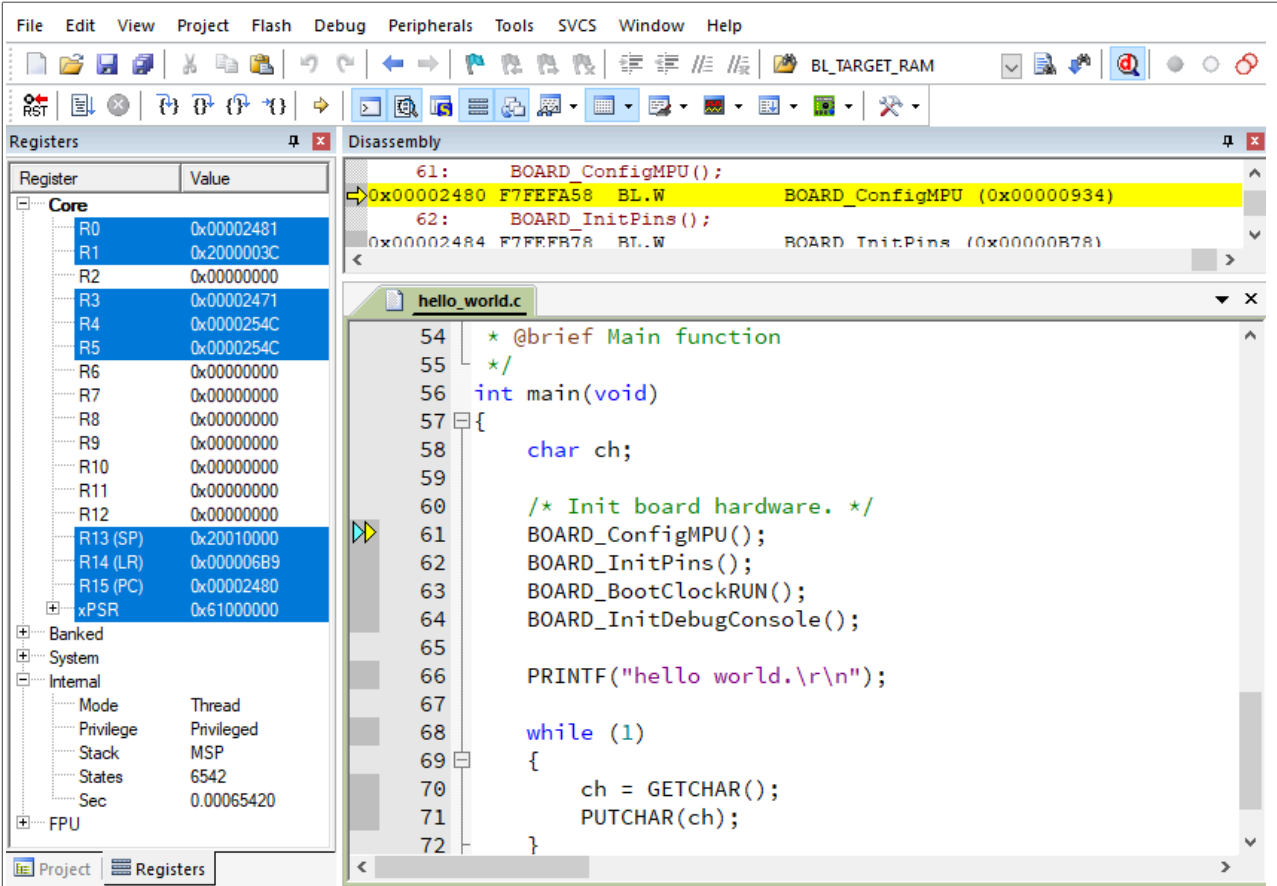 File Edit View Project Flash Debug Peripherals Tools SVCS Window Help
BL_TARGET_RAM
RST
Registers
Register Value
Core
R0 0x00002481
R1 0x2000003C
R2 0x00000000
R3 0x00002471
R4 0x0000254C
R5 0x0000254C
R6 0x00000000
R7 0x00000000
R8 0x00000000
R9 0x00000000
R10 0x00000000
R11 0x00000000
R12 0x00000000
R13 (SP) 0x20010000
R14 (LR) 0x000006B9
R15 (PC) 0x00002480
xPSR 0x61000000
Banked
System
Internal
Mode Thread
Privilege Privileged
Stack MSP
States 6542
Sec 0.00065420
FPU
Project Registers
Disassembly
61: BOARD_ConfigMPU();
0x00002480 F7FEFA58 BL.W BOARD_ConfigMPU (0x00000934)
62: BOARD_InitPins();
0x00002484 F7FEFB78 BL.W BOARD_InitPins (0x00000B78)
hello_world.c
54 * @brief Main function
55 */
56 int main(void)
57 {
58 char ch;
59
60 /* Init board hardware. */
61 BOARD_ConfigMPU();
62 BOARD_InitPins();
63 BOARD_BootClockRUN();
64 BOARD_InitDebugConsole();
65
66 PRINTF("hello world.\r\n");
67
68 while (1)
69 {
70 ch = GETCHAR();
71 PUTCHAR(ch);
72 }